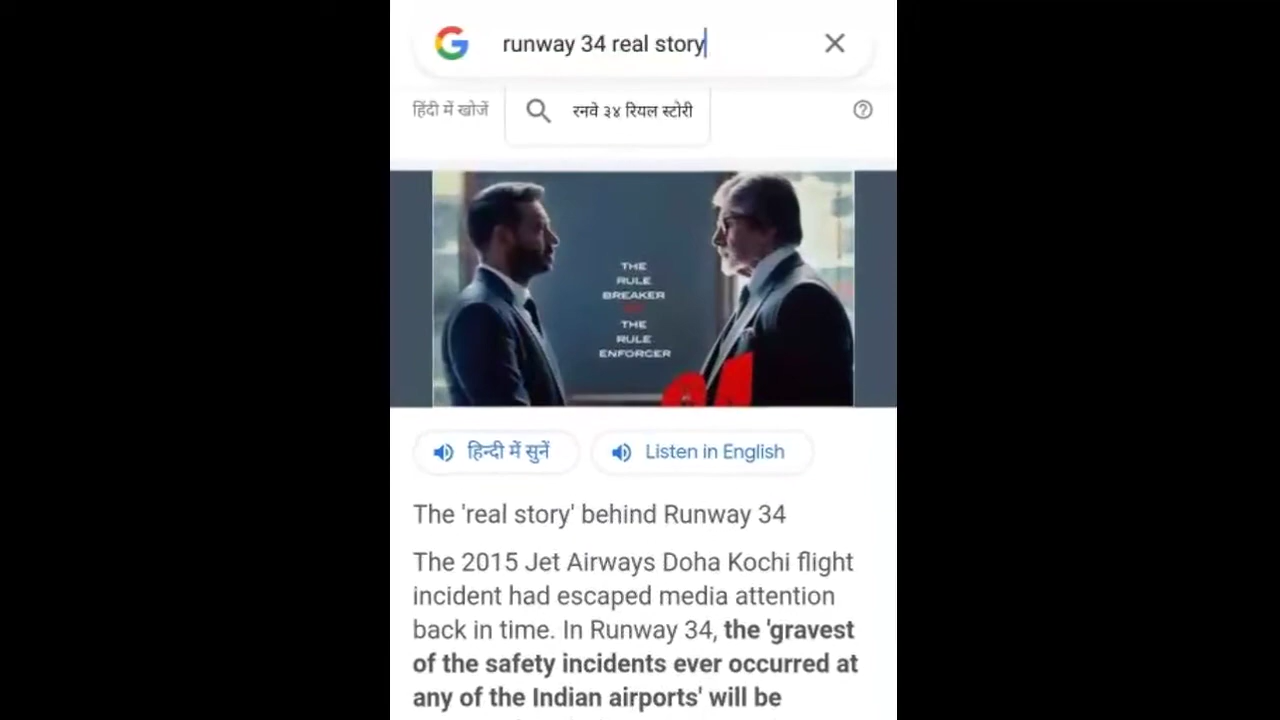 runway 34 real story
हिंदी में खोजें
रनवे ३४ रियल स्टोरी
THE
RULE
BREAKER
THE
RULE
ENFORCER
34
हिन्दी में सुनें
Listen in English
The 'real story' behind Runway 34
The 2015 Jet Airways Doha Kochi flight
incident had escaped media attention
back in time. In Runway 34, the 'gravest
of the safety incidents ever occurred at
any of the Indian airports' will be